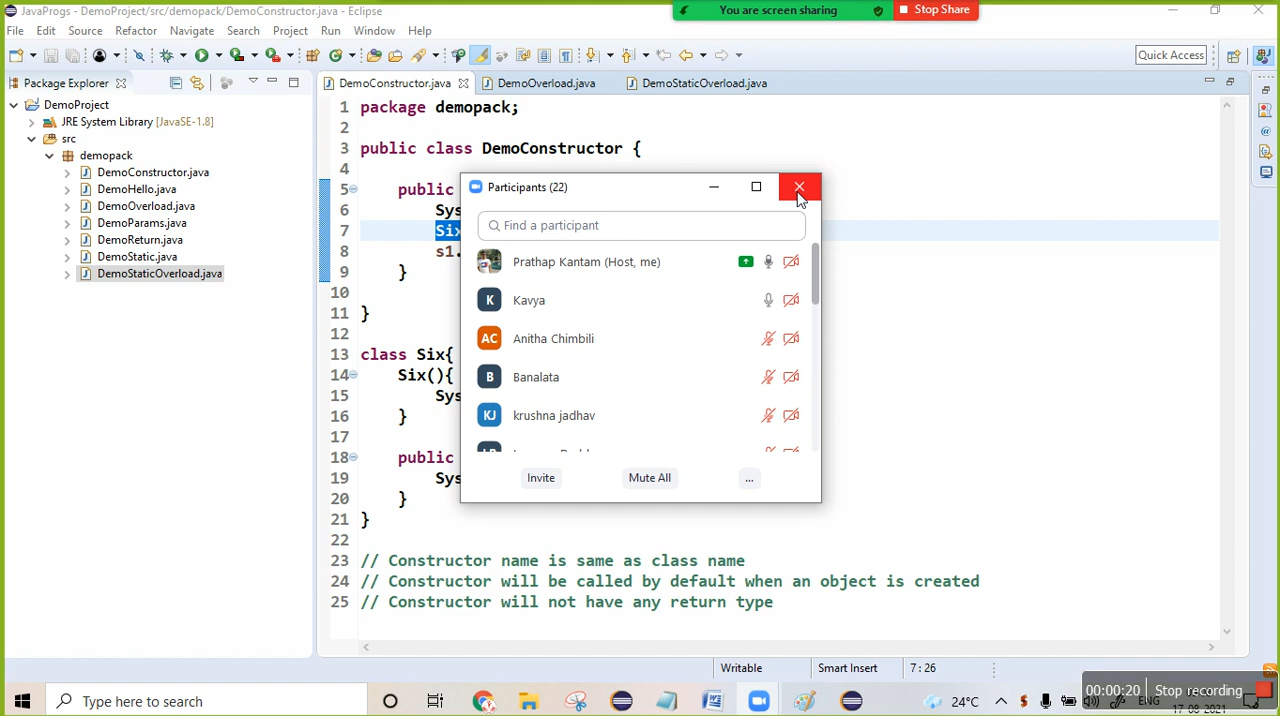 JavaProgs - DemoProject/src/demopack/DemoConstructor.java - Eclipse
You are screen sharing
Stop Share
File Edit Source Refactor Navigate Search Project Run Window Help
Quick Access
Package Explorer
DemoConstructor.java
DemoOverload.java
DemoStaticOverload.java
DemoProject
JRE System Library [JavaSE-1.8]
src
demopack
DemoConstructor.java
DemoHello.java
DemoOverload.java
DemoParams.java
DemoReturn.java
DemoStatic.java
DemoStaticOverload.java
1 package demopack;
2
3 public class DemoConstructor {
4
5 public
6 Sys
7 Six
8 s1.
9 }
10
11 }
12
13 class Six{
14 Six(){
15 Sys
16 }
17
18 public
19 Sys
20 }
21 }
22
23 // Constructor name is same as class name
24 // Constructor will be called by default when an object is created
25 // Constructor will not have any return type
Participants (22)
Find a participant
Prathap Kantam (Host, me)
K Kavya
AC Anitha Chimbili
B Banalata
KJ krushna jadhav
Invite Mute All ...
Writable Smart Insert 7 : 26
Type here to search
24°C
ENG
17-08-2021
00:00:20 Stop recording